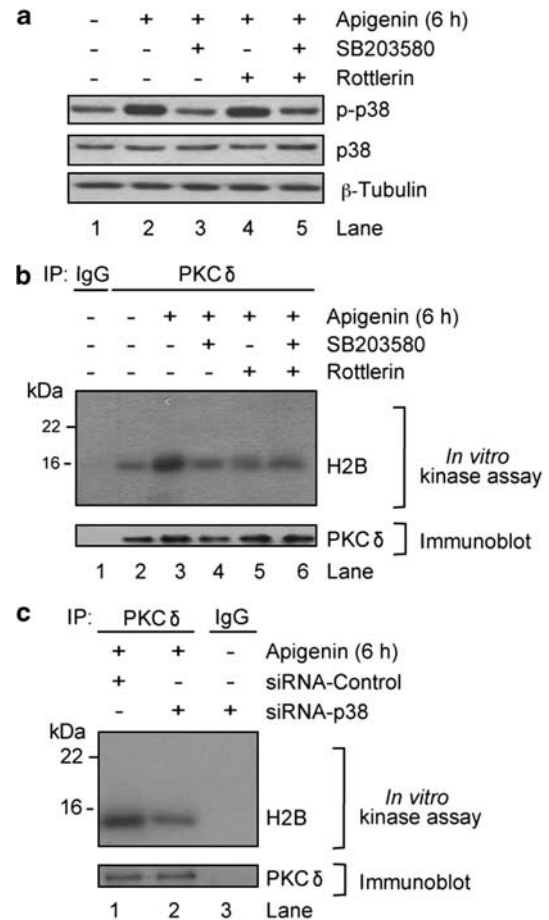 a
- + + + + Apigenin (6 h)
- - + - + SB203580
- - - + + Rottlerin
p-p38
p38
β-Tubulin
1 2 3 4 5 Lane
b IP: IgG PKC δ
- - + + + + Apigenin (6 h)
- - - + - + SB203580
- - - - + + Rottlerin
kDa
22 -
16 -
H2B
In vitro
kinase assay
PKC δ Immunoblot
1 2 3 4 5 6 Lane
c IP: PKC δ IgG
+ + - Apigenin (6 h)
+ - - siRNA-Control
- + + siRNA-p38
kDa
22 -
16 -
H2B
In vitro
kinase assay
PKC δ Immunoblot
1 2 3 Lane